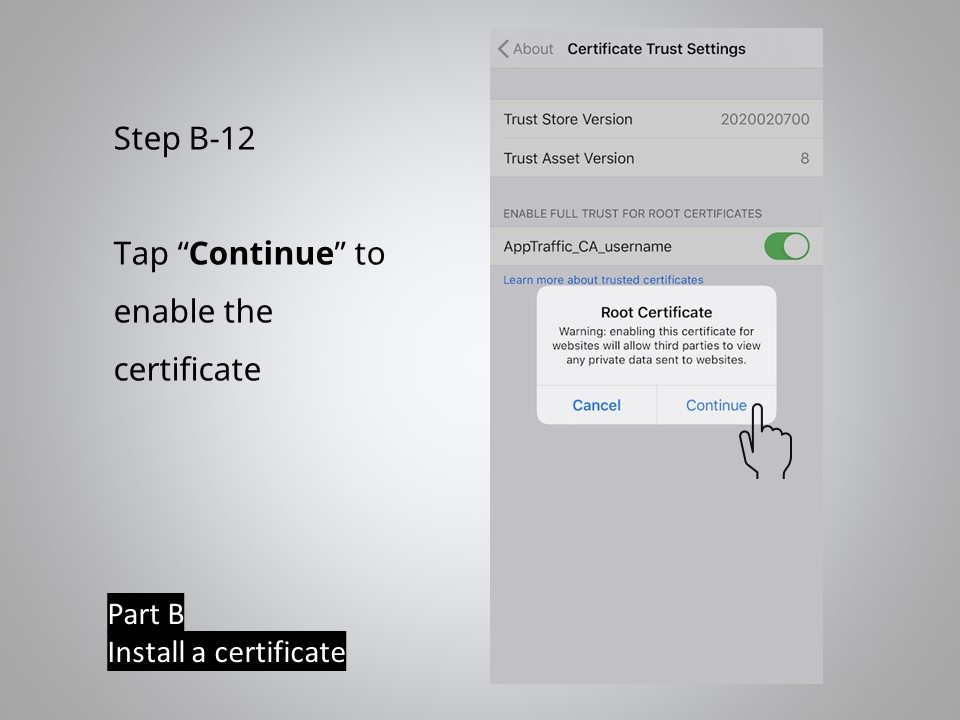 Step B-12
Tap “Continue” to
enable the
certificate
Part B
Install a certificate
About
Certificate Trust Settings
Trust Store Version 2020020700
Trust Asset Version 8
ENABLE FULL TRUST FOR ROOT CERTIFICATES
AppTraffic_CA_username
Learn more about trusted certificates
Root Certificate
Warning: enabling this certificate for
websites will allow third parties to view
any private data sent to websites.
Cancel Continue